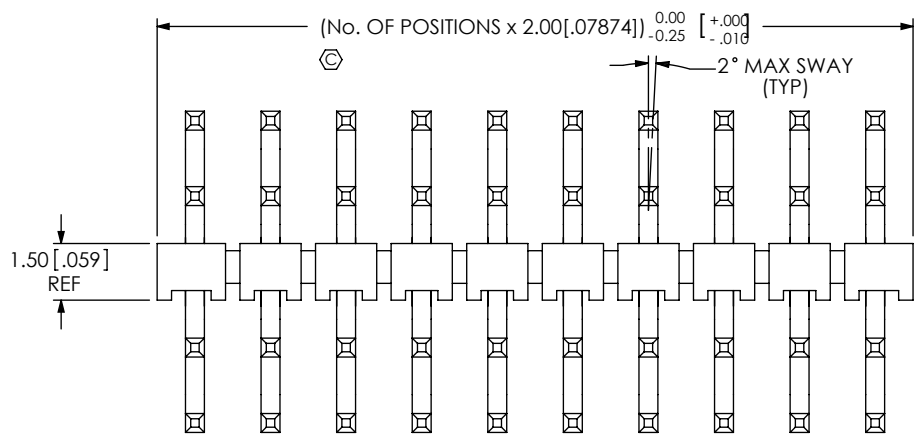 (No. OF POSITIONS x 2.00[.07874]) 0.00 [+.000]
-0.25 -.010
C
2° MAX SWAY
(TYP)
1.50[.059]
REF